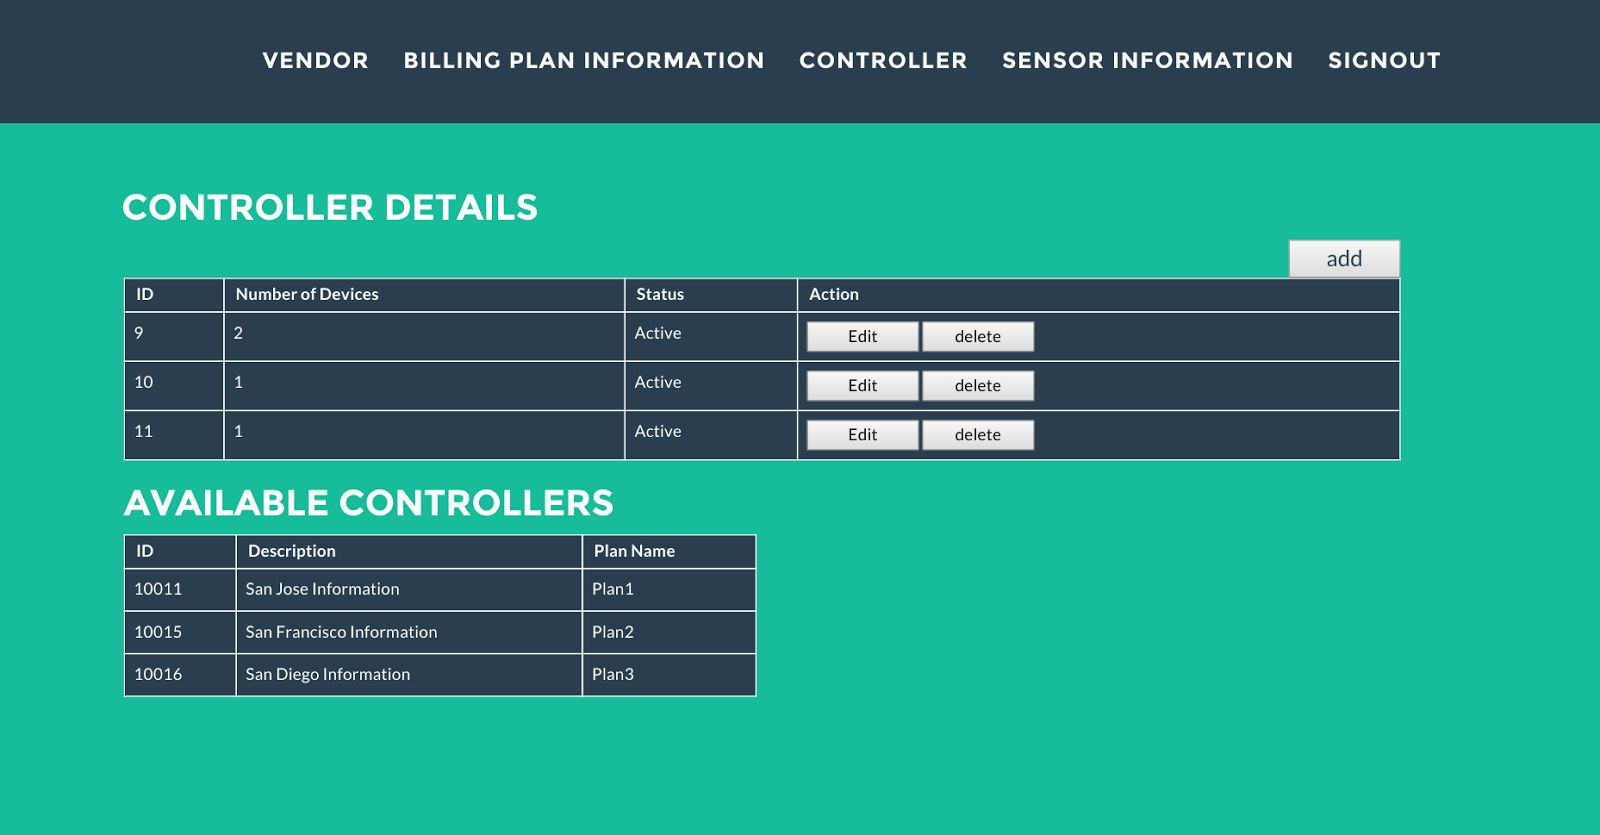 VENDOR BILLING PLAN INFORMATION CONTROLLER SENSOR INFORMATION SIGNOUT
CONTROLLER DETAILS
add
ID Number of Devices Status Action
9 2 Active Edit delete
10 1 Active Edit delete
11 1 Active Edit delete
AVAILABLE CONTROLLERS
ID Description Plan Name
10011 San Jose Information Plan1
10015 San Francisco Information Plan2
10016 San Diego Information Plan3